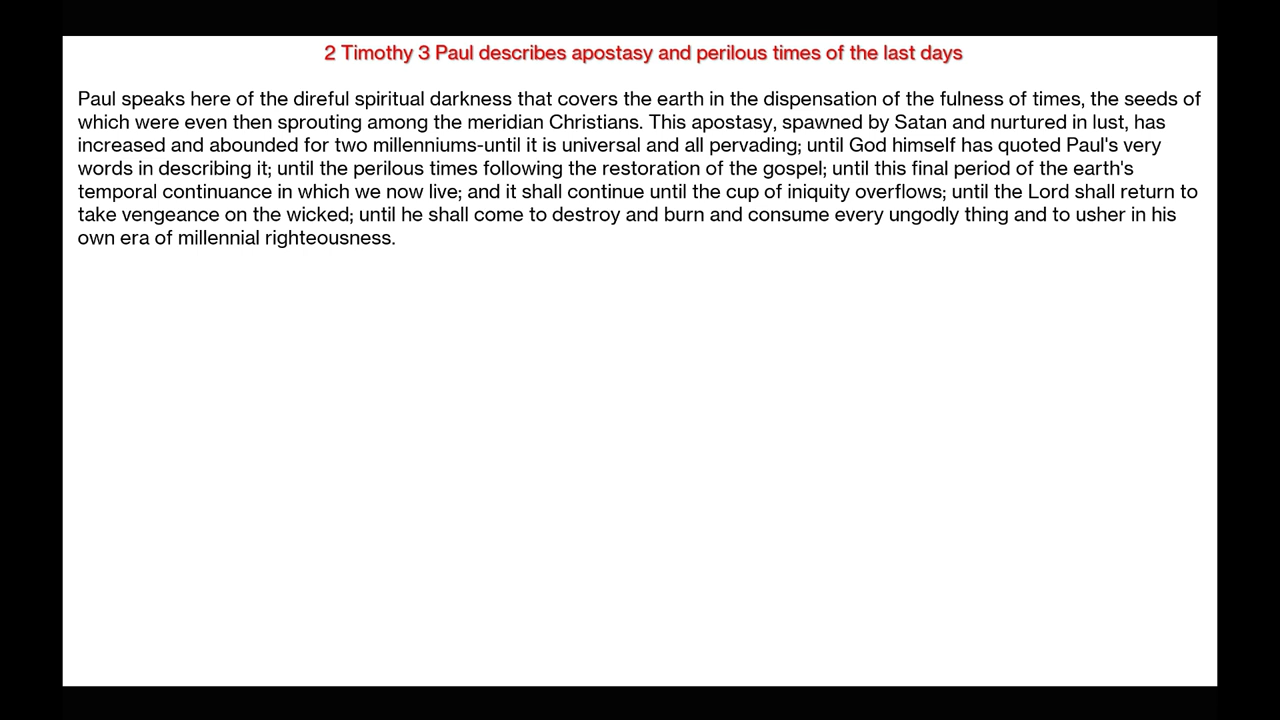 2 Timothy 3 Paul describes apostasy and perilous times of the last days
Paul speaks here of the direful spiritual darkness that covers the earth in the dispensation of the fulness of times, the seeds of
which were even then sprouting among the meridian Christians. This apostasy, spawned by Satan and nurtured in lust, has
increased and abounded for two millenniums-until it is universal and all pervading; until God himself has quoted Paul's very
words in describing it; until the perilous times following the restoration of the gospel; until this final period of the earth's
temporal continuance in which we now live; and it shall continue until the cup of iniquity overflows; until the Lord shall return to
take vengeance on the wicked; until he shall come to destroy and burn and consume every ungodly thing and to usher in his
own era of millennial righteousness.